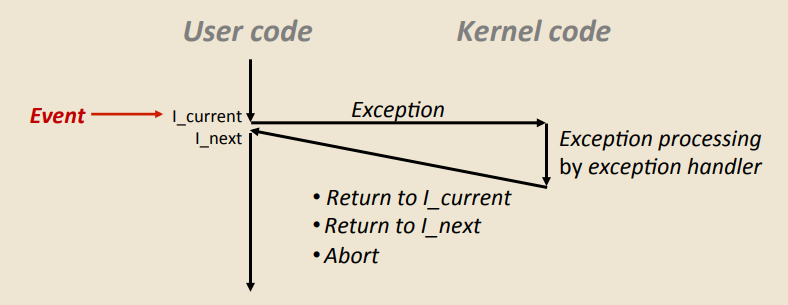 User code
Kernel code
Event
I_current
I_next
Exception
Exception processing
by exception handler
• Return to I_current
• Return to I_next
• Abort